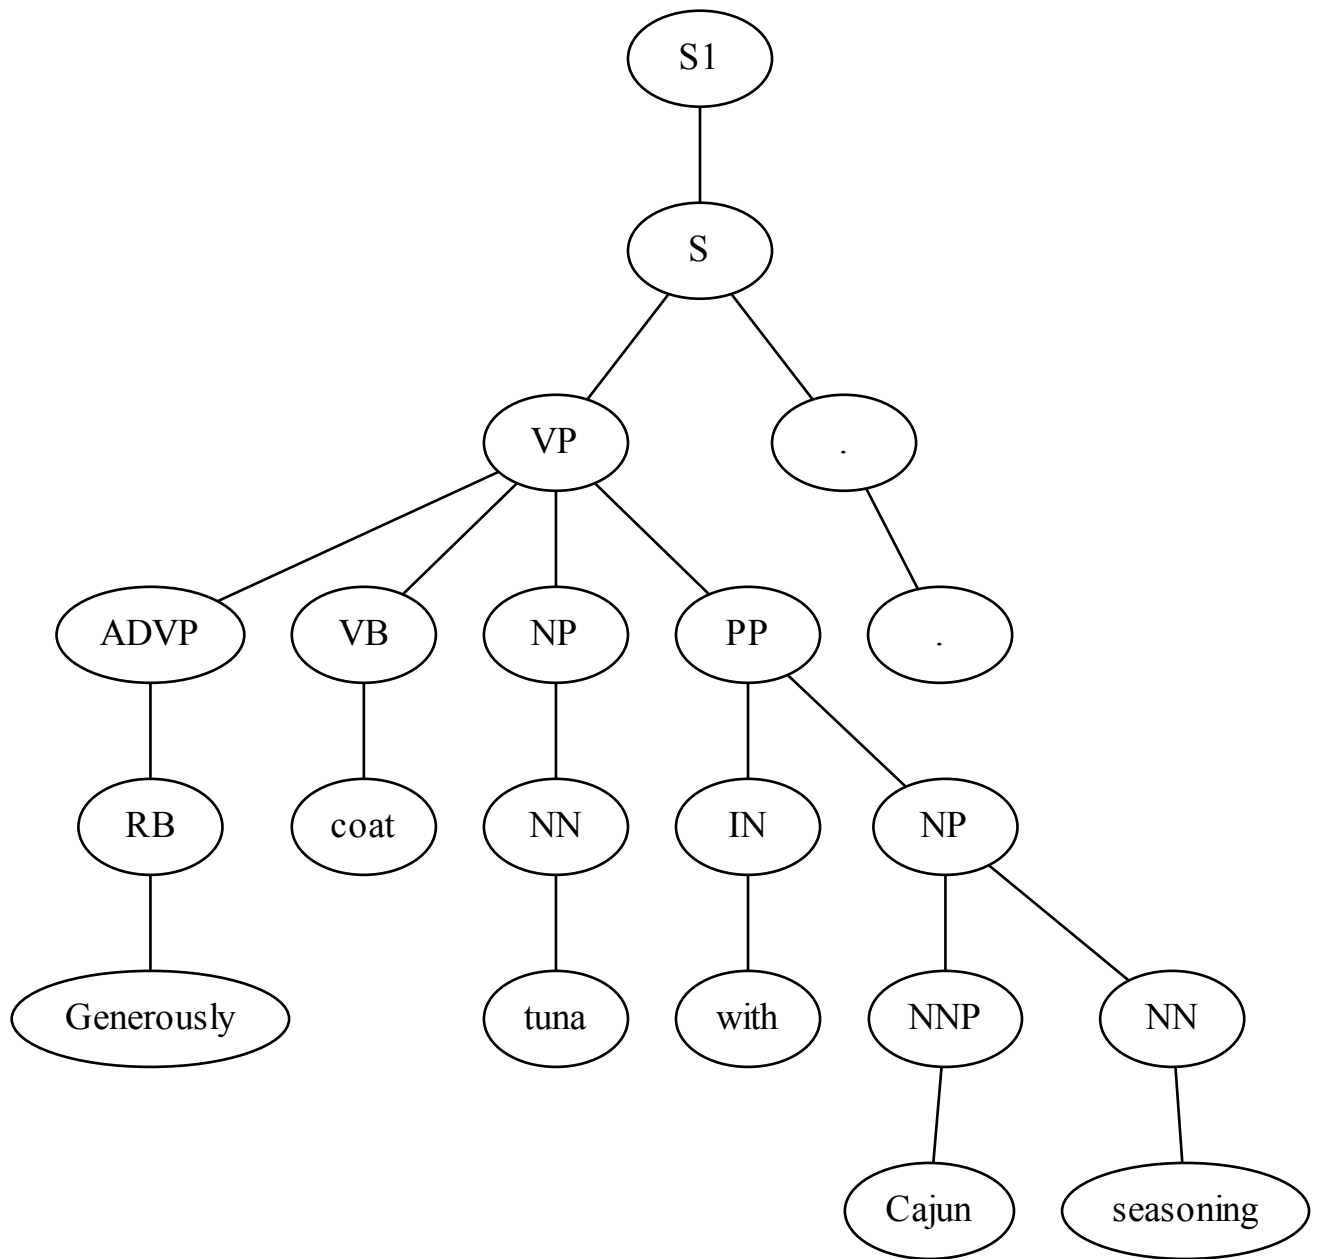 S1
S
VP .
ADVP VB NP PP .
RB coat NN IN NP
Generously tuna with NNP NN
Cajun seasoning